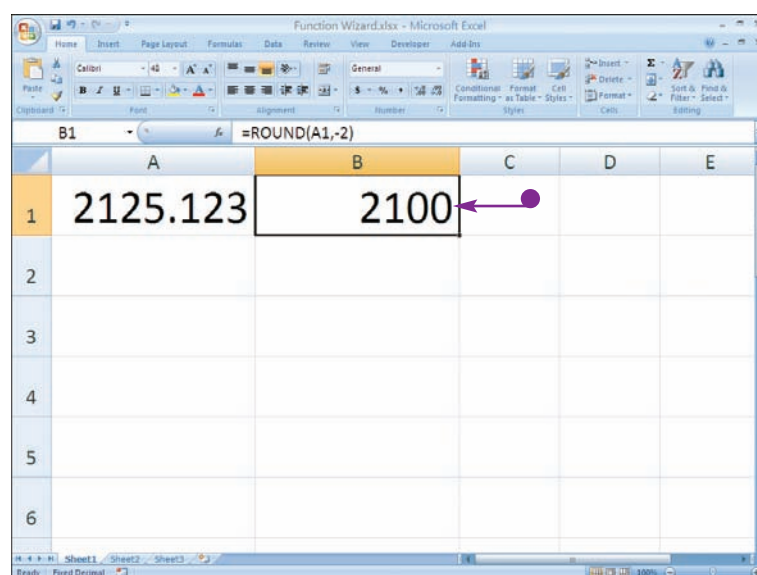 Function Wizard.xlsx - Microsoft Excel
Home Insert Page Layout Formulas Data Review View Developer Add-Ins
Calibri 48 A A General Insert Σ
Paste B I U A $ % , Conditional Format Cell Delete Sort & Find &
Formatting as Table Styles Format Filter Select
Clipboard Font Alignment Number Styles Cells Editing
B1 fx =ROUND(A1,-2)
A B C D E
1 2125.123 2100
2
3
4
5
6
Sheet1 Sheet2 Sheet3
Ready Fixed Decimal 100%